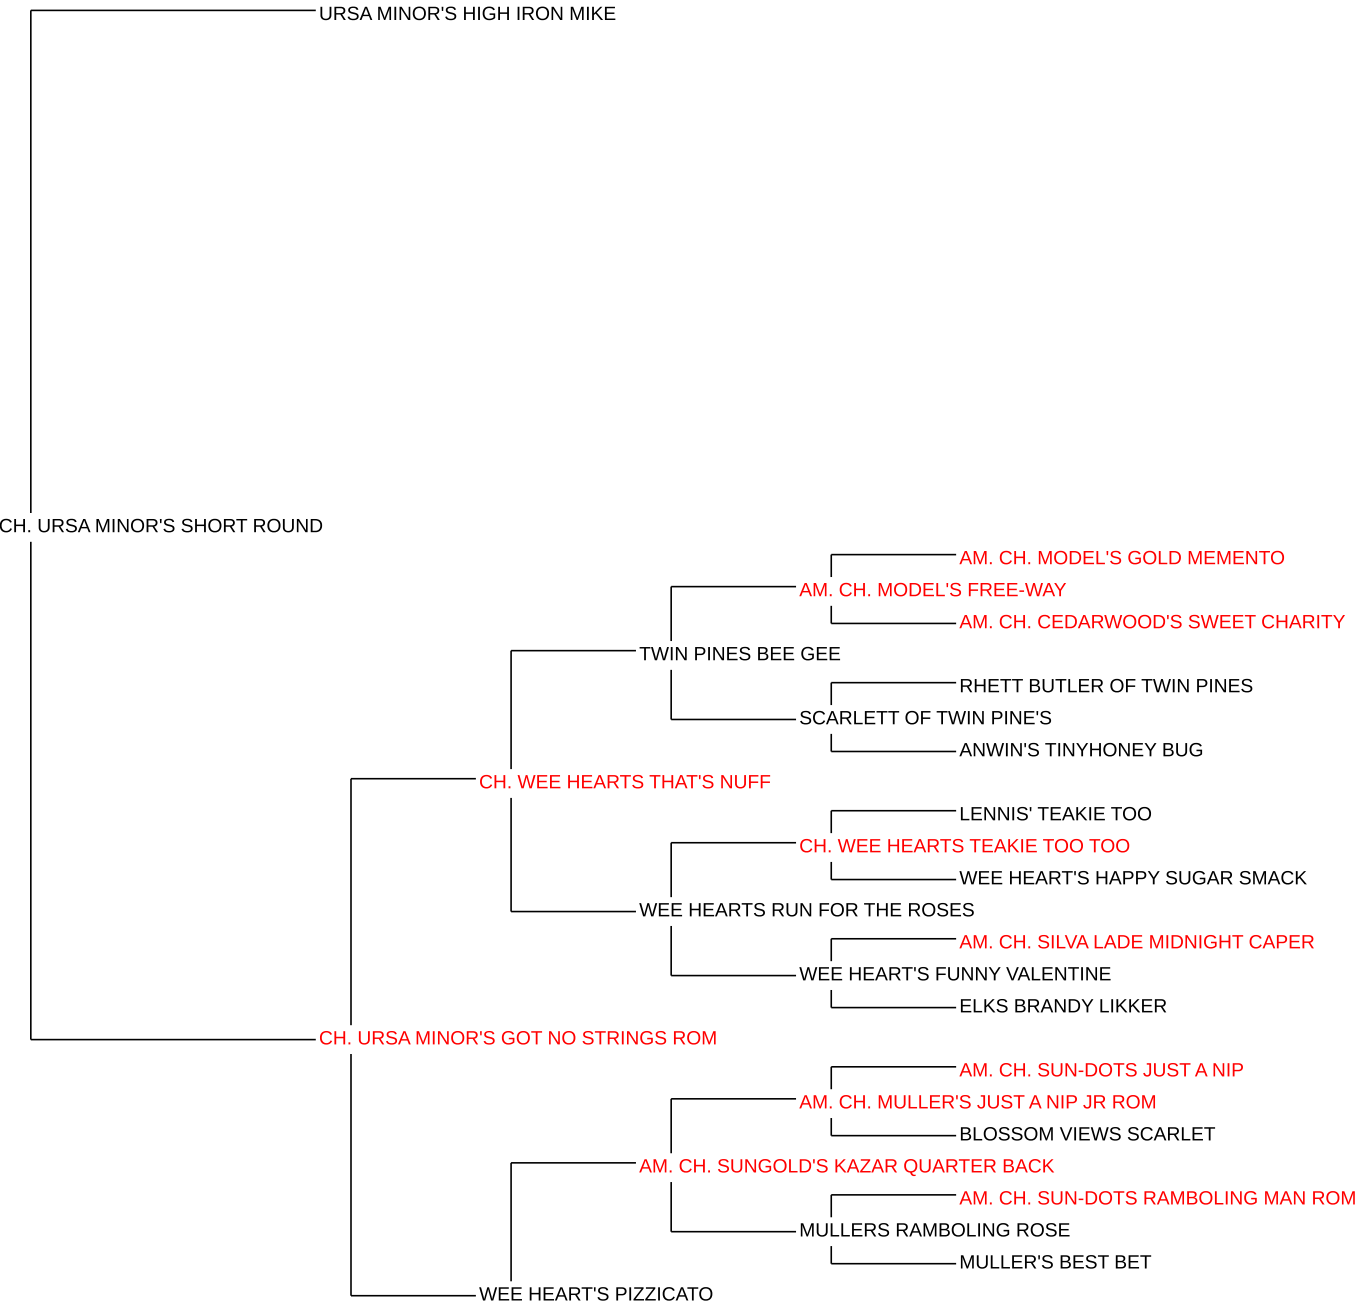 URSA MINOR'S HIGH IRON MIKE
CH. URSA MINOR'S SHORT ROUND
AM. CH. MODEL'S GOLD MEMENTO
AM. CH. MODEL'S FREE-WAY
AM. CH. CEDARWOOD'S SWEET CHARITY
TWIN PINES BEE GEE
RHETT BUTLER OF TWIN PINES
SCARLETT OF TWIN PINE'S
ANWIN'S TINYHONEY BUG
CH. WEE HEARTS THAT'S NUFF
LENNIS' TEAKIE TOO
CH. WEE HEARTS TEAKIE TOO TOO
WEE HEART'S HAPPY SUGAR SMACK
WEE HEARTS RUN FOR THE ROSES
AM. CH. SILVA LADE MIDNIGHT CAPER
WEE HEART'S FUNNY VALENTINE
ELKS BRANDY LIKKER
CH. URSA MINOR'S GOT NO STRINGS ROM
AM. CH. SUN-DOTS JUST A NIP
AM. CH. MULLER'S JUST A NIP JR ROM
BLOSSOM VIEWS SCARLET
AM. CH. SUNGOLD'S KAZAR QUARTER BACK
AM. CH. SUN-DOTS RAMBOLING MAN ROM
MULLERS RAMBOLING ROSE
MULLER'S BEST BET
WEE HEART'S PIZZICATO